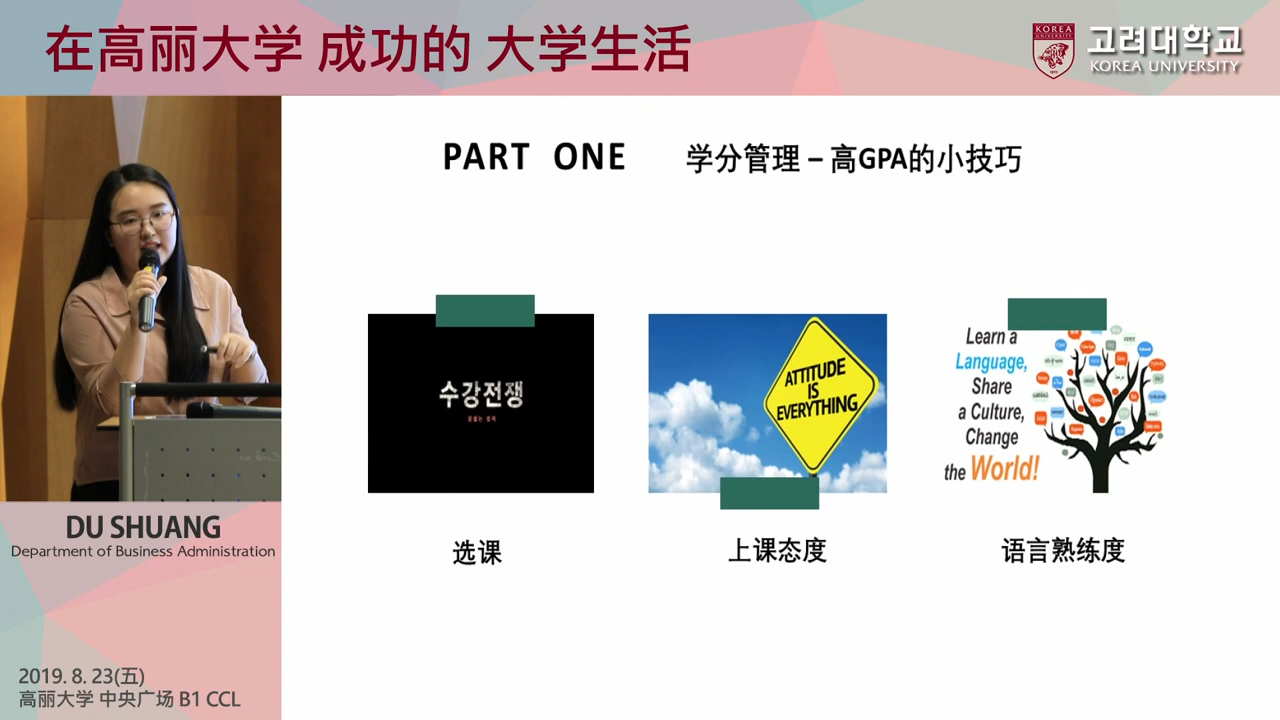 在高丽大学 成功的 大学生活
KOREA
UNIVERSITY
고려대학교
KOREA UNIVERSITY
PART ONE 学分管理 – 高GPA的小技巧
수강전쟁
ATTITUDE
IS
EVERYTHING
Learn a
Language,
Share
a Culture,
Change
the World!
选课
上课态度
语言熟练度
DU SHUANG
Department of Business Administration
2019. 8. 23(五)
高丽大学 中央广场 B1 CCL